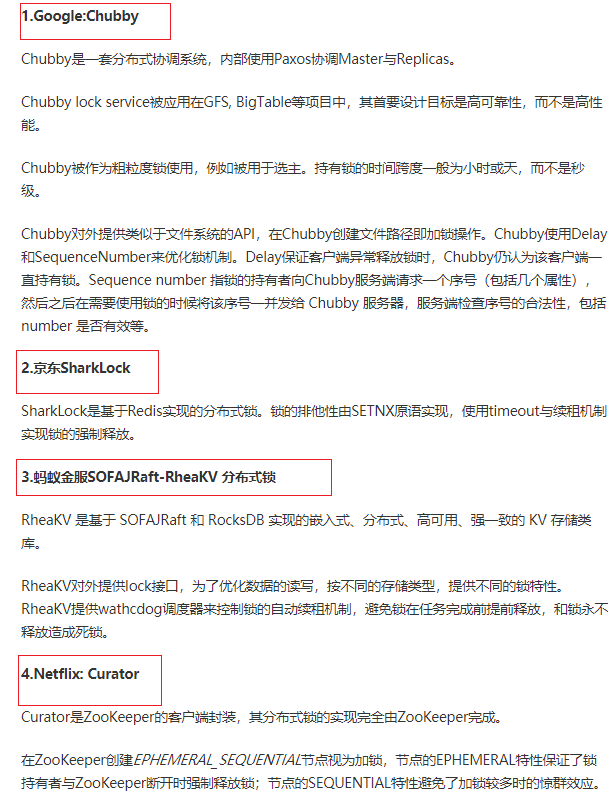 1.Google:Chubby
Chubby是一套分布式协调系统，内部使用Paxos协调Master与Replicas。
Chubby lock service被应用在GFS, BigTable等项目中，其首要设计目标是高可靠性，而不是高性
能。
Chubby被作为粗粒度锁使用，例如被用于选主。持有锁的时间跨度一般为小时或天，而不是秒
级。
Chubby对外提供类似于文件系统的API，在Chubby创建文件路径即加锁操作。Chubby使用Delay
和SequenceNumber来优化锁机制。Delay保证客户端异常释放锁时，Chubby仍认为该客户端一
直持有锁。Sequence number 指锁的持有者向Chubby服务端请求一个序号（包括几个属性），
然后之后在需要使用锁的时候将该序号一并发给 Chubby 服务器，服务端检查序号的合法性，包括
number 是否有效等。
2.京东SharkLock
SharkLock是基于Redis实现的分布式锁。锁的排他性由SETNX原语实现，使用timeout与续租机制
实现锁的强制释放。
3.蚂蚁金服SOFAJRaft-RheaKV 分布式锁
RheaKV 是基于 SOFAJRaft 和 RocksDB 实现的嵌入式、分布式、高可用、强一致的 KV 存储类
库。
RheaKV对外提供lock接口，为了优化数据的读写，按不同的存储类型，提供不同的锁特性。
RheaKV提供wathcdog调度器来控制锁的自动续租机制，避免锁在任务完成前提前释放，和锁永不
释放造成死锁。
4.Netflix: Curator
Curator是ZooKeeper的客户端封装，其分布式锁的实现完全由ZooKeeper完成。
在ZooKeeper创建EPHEMERAL_SEQUENTIAL节点视为加锁，节点的EPHEMERAL特性保证了锁
持有者与ZooKeeper断开时强制释放锁；节点的SEQUENTIAL特性避免了加锁较多时的惊群效应。